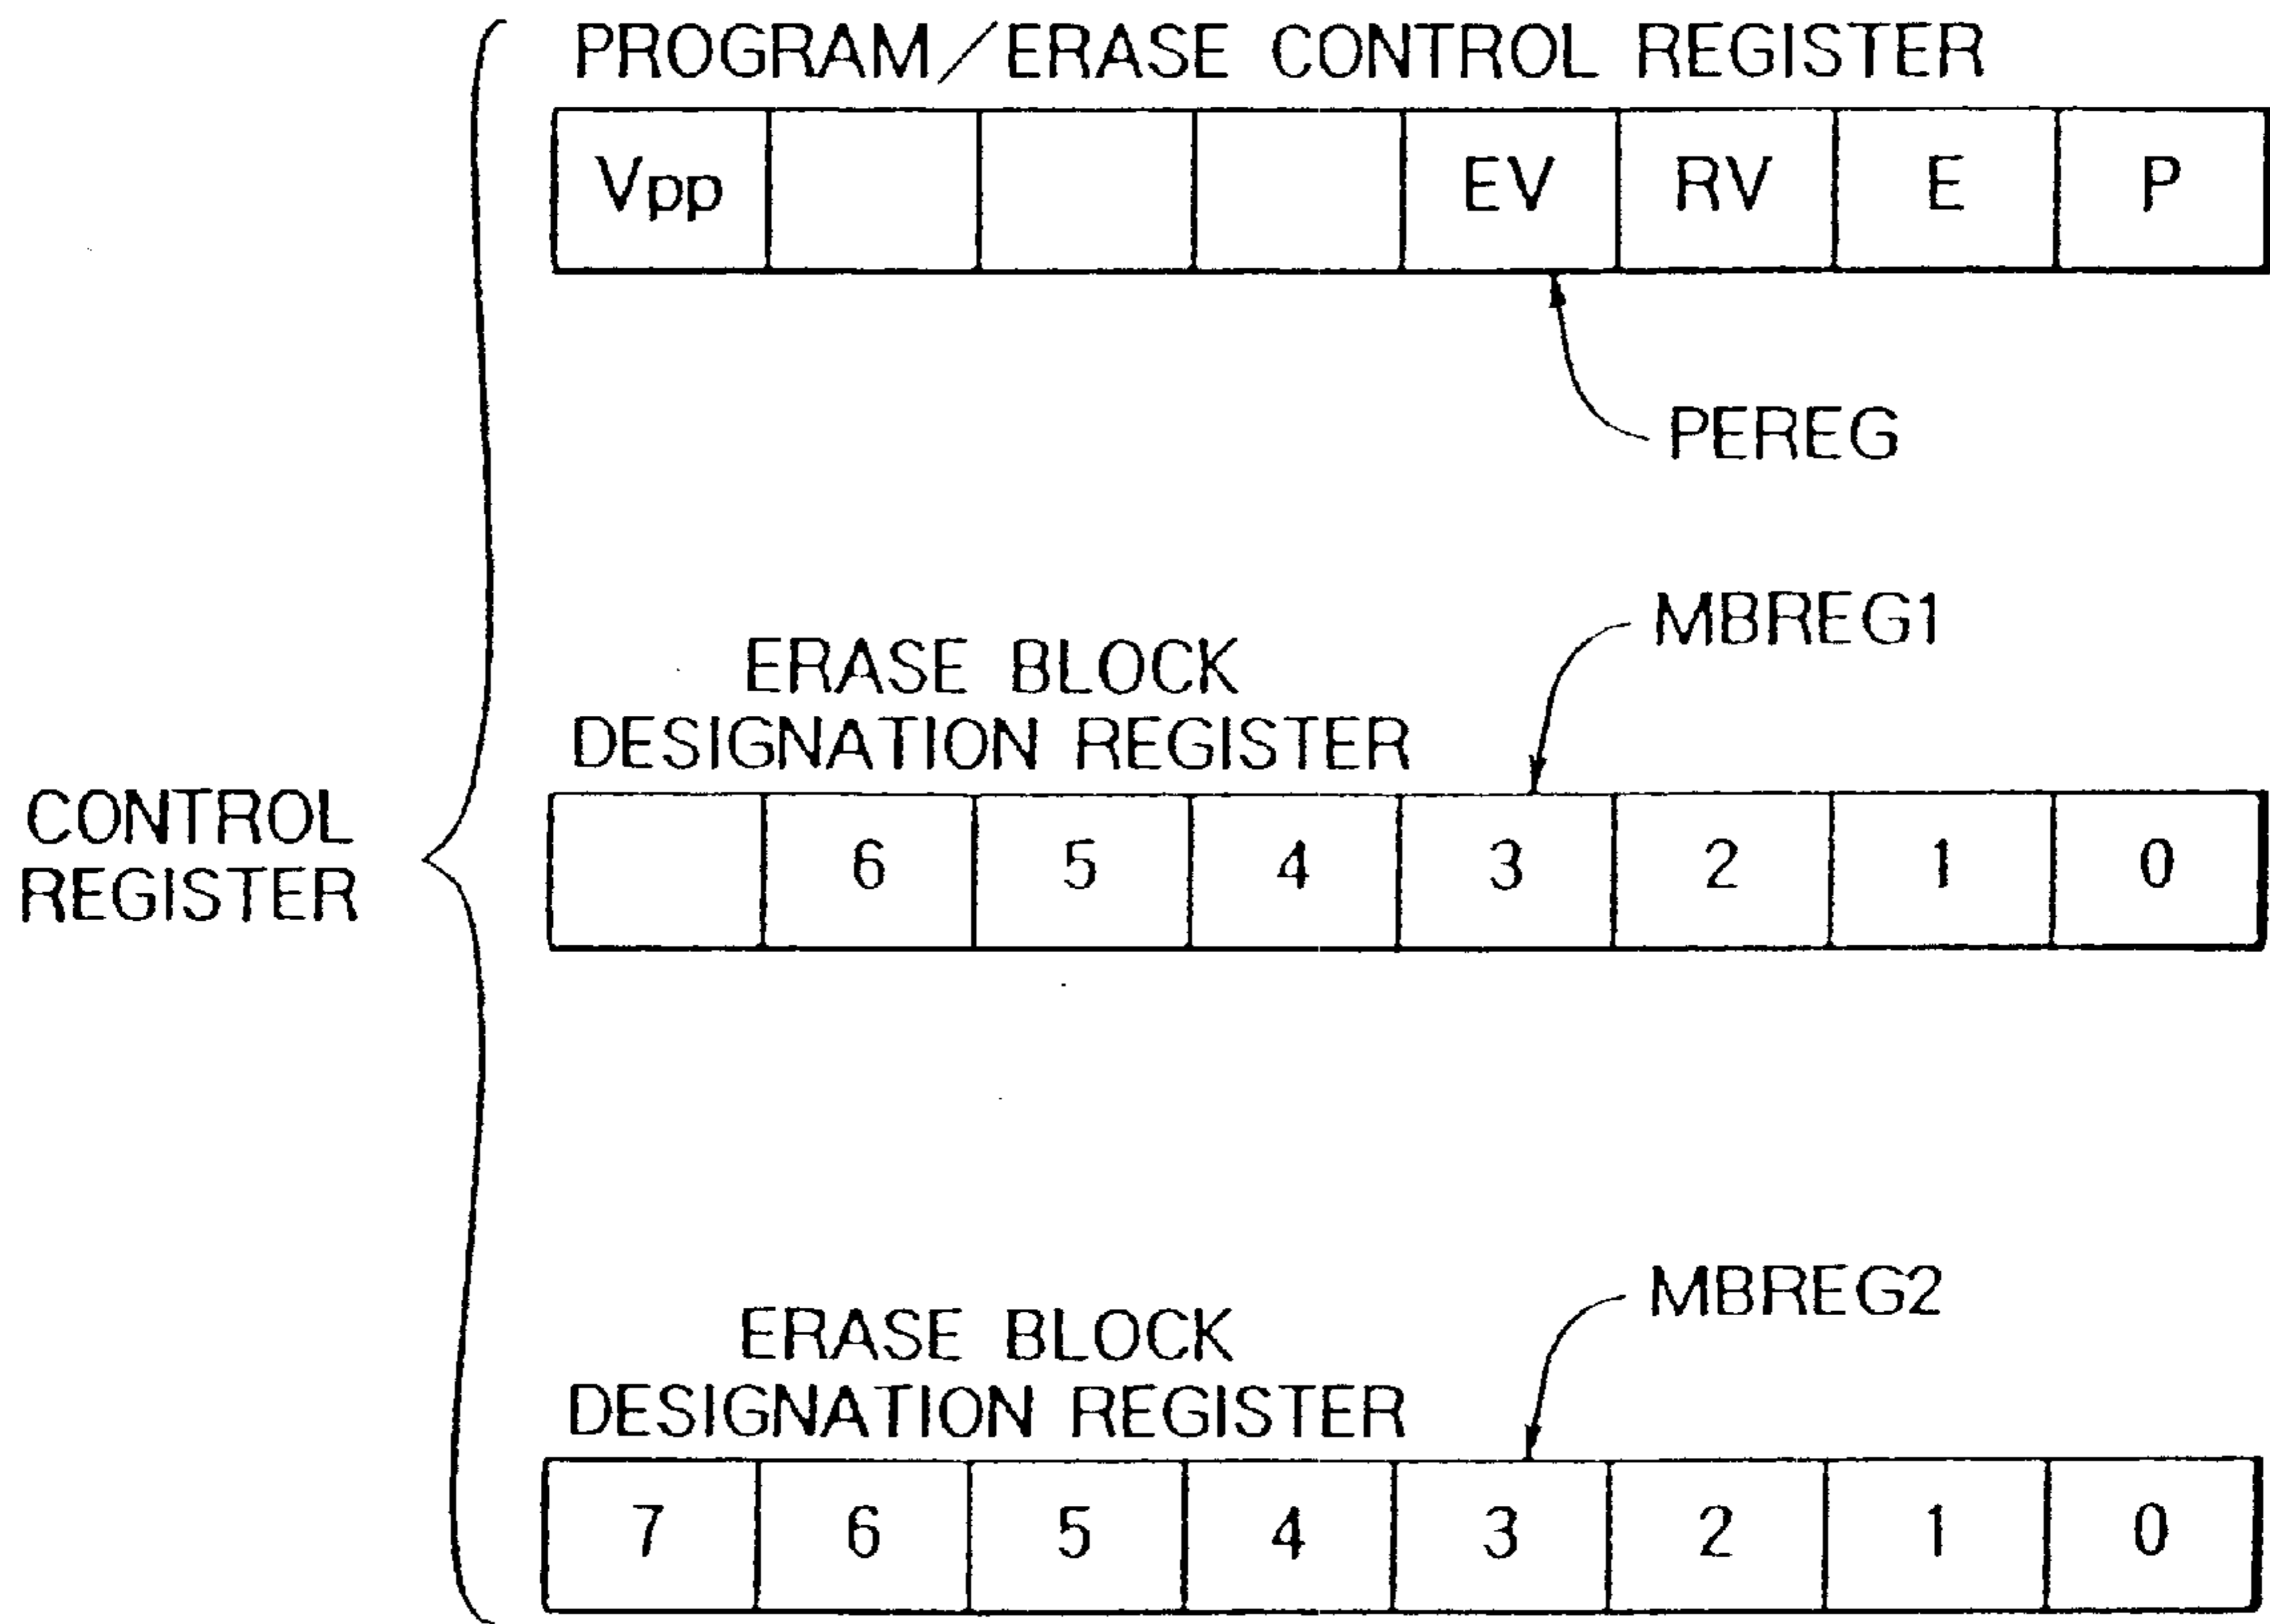 PROGRAM/ERASE CONTROL REGISTER
Vpp EV RV E P
PEREG
MBREG1
ERASE BLOCK
DESIGNATION REGISTER
6 5 4 3 2 1 0
CONTROL
REGISTER
MBREG2
ERASE BLOCK
DESIGNATION REGISTER
7 6 5 4 3 2 1 0